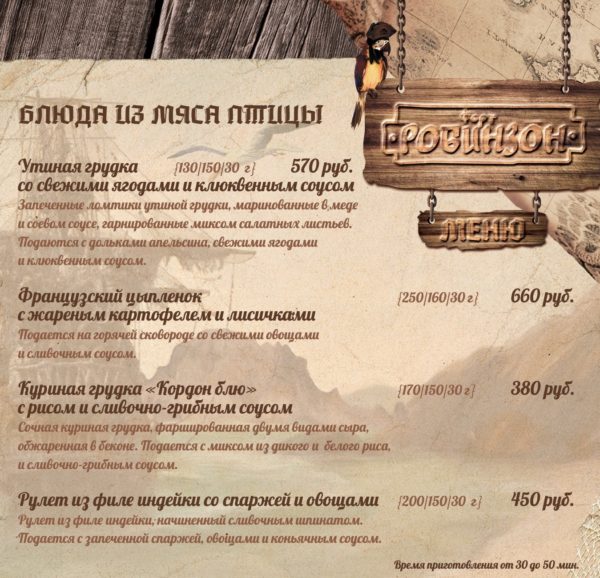 Форт
РОБИНЗОН
МЕНЮ
БЛЮДА ИЗ МЯСА ПТИЦЫ
Утиная грудка {130/150/30 г} 570 руб.
со свежими ягодами и клюквенным соусом
Запеченные ломтики утиной грудки, маринованные в меде
и соевом соусе, гарнированные миксом салатных листьев.
Подаются с дольками апельсина, свежими ягодами
и клюквенным соусом.
Французский цыпленок {250/160/30 г} 660 руб.
с жареным картофелем и лисичками
Подается на горячей сковороде со свежими овощами
и сливочным соусом.
Куриная грудка «Кордон блю» {170/150/30 г} 380 руб.
с рисом и сливочно-грибным соусом
Сочная куриная грудка, фаршированная двумя видами сыра,
обжаренная в беконе. Подается с миксом из дикого и белого риса,
и сливочно-грибным соусом.
Рулет из филе индейки со спаржей и овощами {200/150/30 г} 450 руб.
Рулет из филе индейки, начиненный сливочным шпинатом.
Подается с запеченной спаржей, овощами и коньячным соусом.
Время приготовления от 30 до 50 мин.